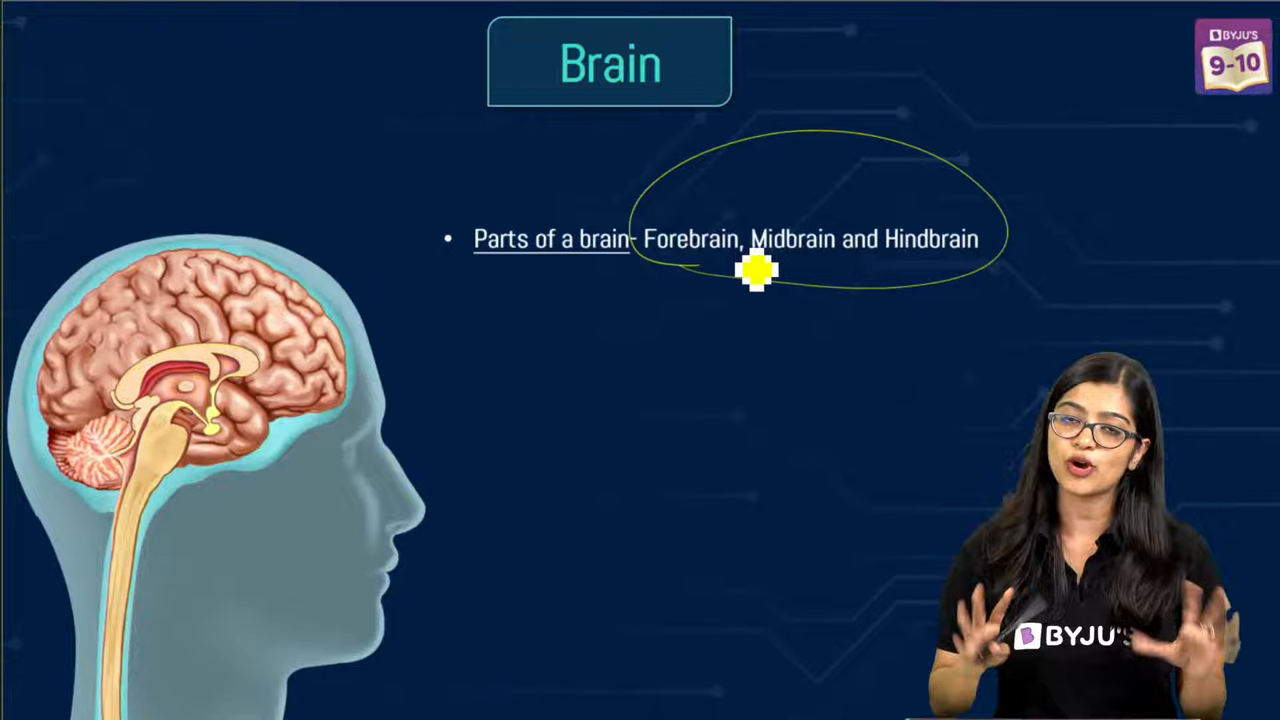 Brain
BYJU'S
9-10
• Parts of a brain- Forebrain, Midbrain and Hindbrain
BYJU'S